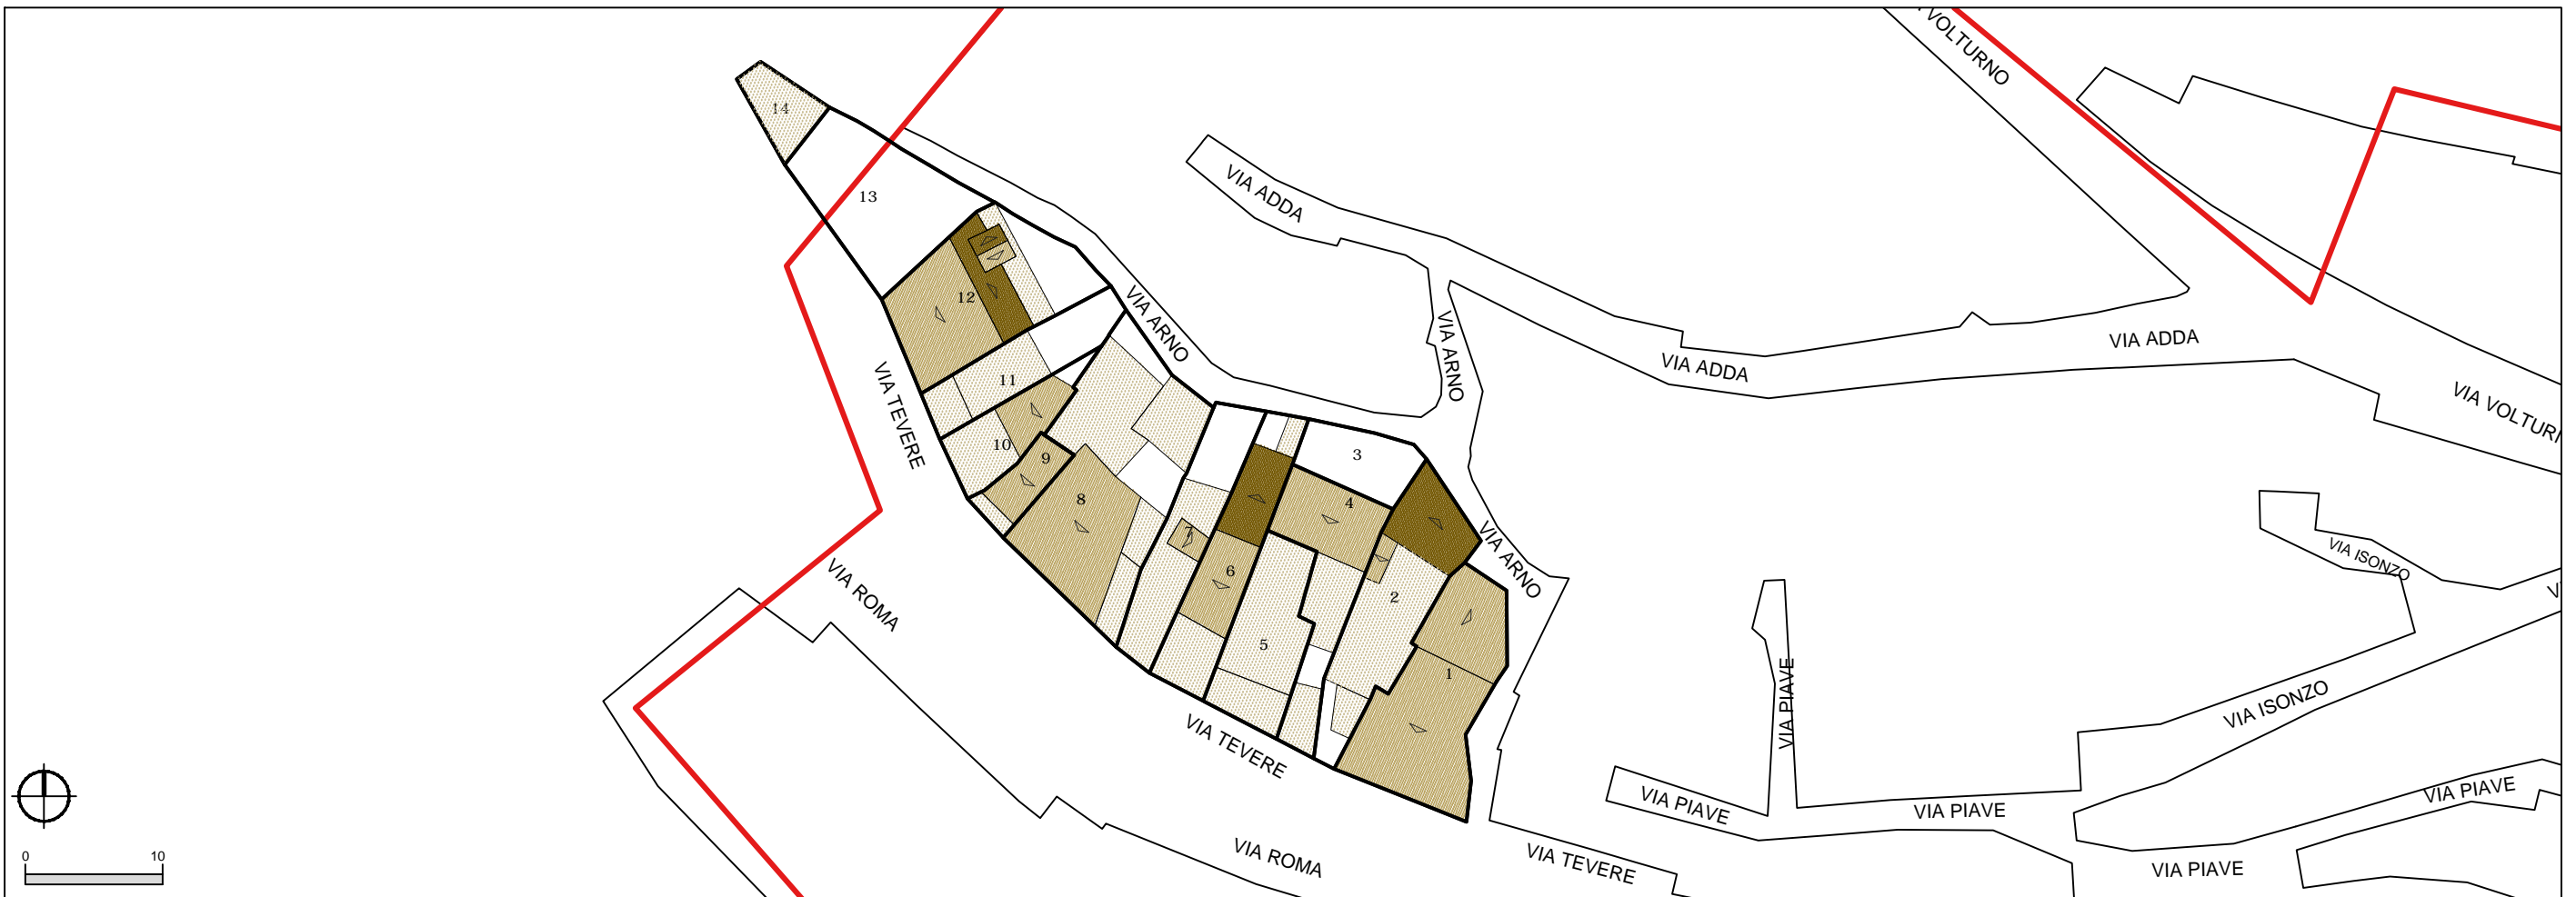 VOLTURNO
14
VIA ADDA
13
12
VIA ARNO
VIA ARNO
VIA ADDA
VIA ADDA
VIA TEVERE
11
VIA VOLTURN
10
9
3
8
4
7
6
VIA ARNO
VIA ISONZO
VIA ROMA
2
5
1
VIA PIAVE
VIA ISONZO
VIA TEVERE
VIA PIAVE
VIA PIAVE
VIA PIAVE
0 10
VIA ROMA
VIA TEVERE
VIA PIAVE